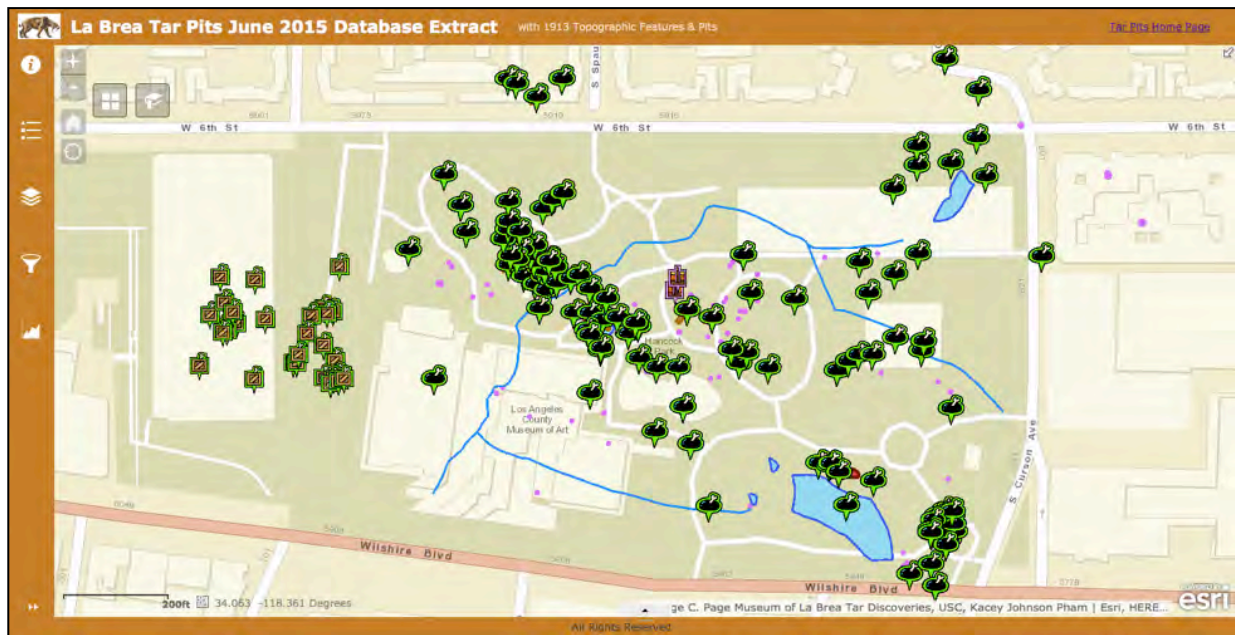 La Brea Tar Pits June 2015 Database Extract
with 1913 Topographic Features & Pits
Tar Pits Home Page
S Spau
W 6th St
W 6th St
W 6th St
Hancock
Park
Los Angeles
County
Museum of Art
S Curson Ave
Wilshire Blvd
Wilshire Blvd
200ft
34.063 -118.361 Degrees
ge C. Page Museum of La Brea Tar Discoveries, USC, Kacey Johnson Pham | Esri, HERE...
esri
All Rights Reserved